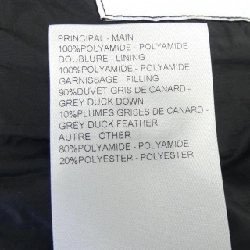 PRINCIPAL - MAIN
100%POLYAMIDE - POLYAMIDE
DOUBLURE - LINING
100%POLYAMIDE - POLYAMIDE
GARNISSAGE - FILLING
90%DUVET GRIS DE CANARD -
GREY DUCK DOWN
10%PLUMES GRISES DE CANARD -
GREY DUCK FEATHER
AUTRE - OTHER
80%POLYAMIDE - POLYAMIDE
20%POLYESTER - POLYESTER